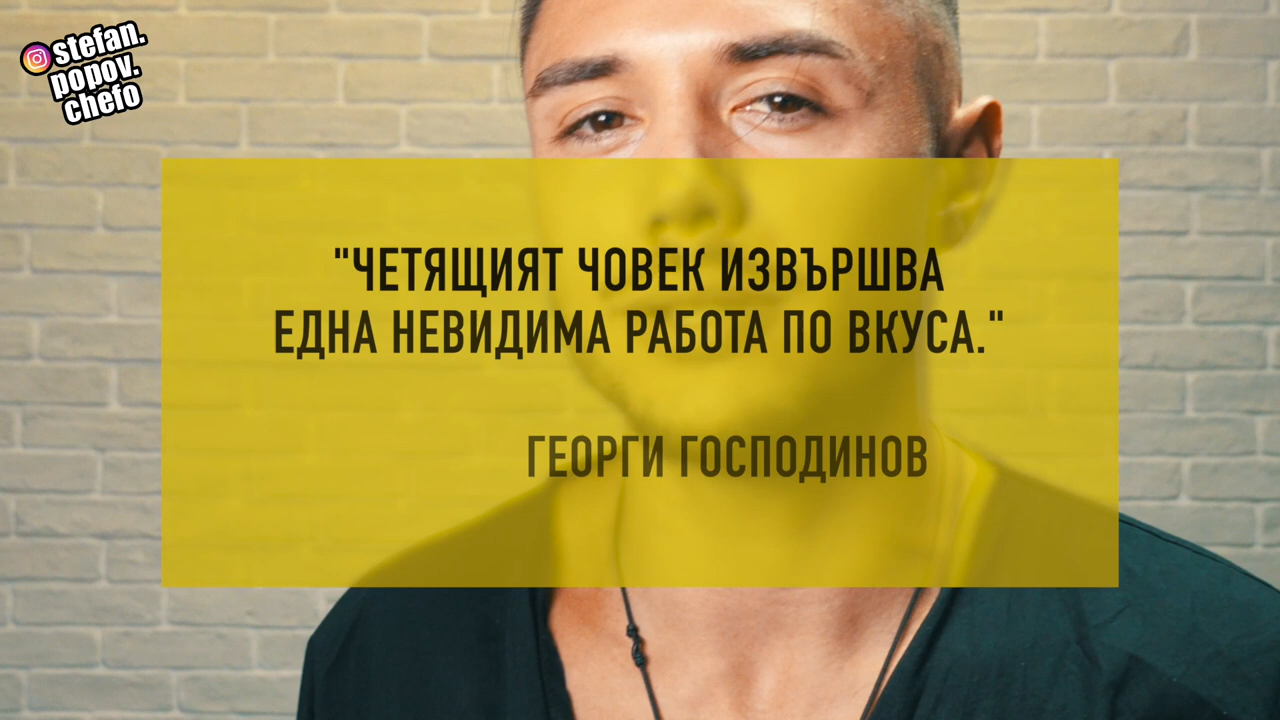 stefan.
popov.
chefo
"ЧЕТЯЩИЯТ ЧОВЕК ИЗВЪРШВА
ЕДНА НЕВИДИМА РАБОТА ПО ВКУСА."
ГЕОРГИ ГОСПОДИНОВ